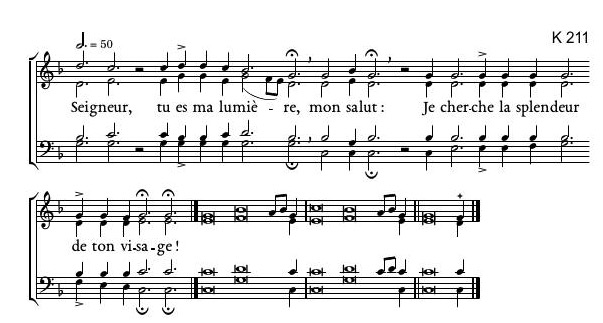 K 211
𝅗𝅥. = 50
Seigneur, tu es ma lumiè - re, mon salut : Je cher-che la splendeur
de ton vi-sa-ge !